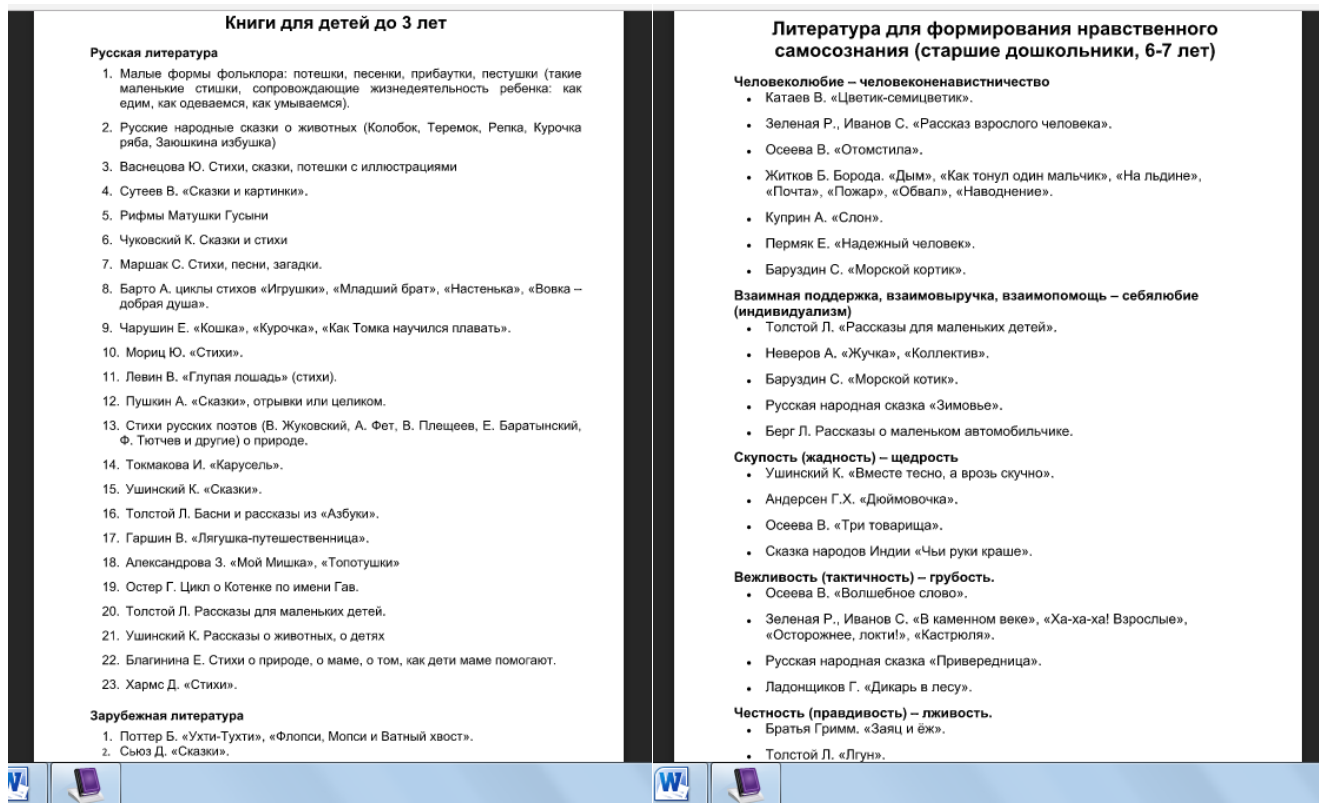 Книги для детей до 3 лет
Русская литература
1. Малые формы фольклора: потешки, песенки, прибаутки, пестушки (такие
маленькие стишки, сопровождающие жизнедеятельность ребенка: как
едим, как одеваемся, как умываемся).
2. Русские народные сказки о животных (Колобок, Теремок, Репка, Курочка
ряба, Заюшкина избушка)
3. Васнецова Ю. Стихи, сказки, потешки с иллюстрациями
4. Сутеев В. «Сказки и картинки».
5. Рифмы Матушки Гусыни
6. Чуковский К. Сказки и стихи
7. Маршак С. Стихи, песни, загадки.
8. Барто А. циклы стихов «Игрушки», «Младший брат», «Настенька», «Вовка –
добрая душа».
9. Чарушин Е. «Кошка», «Курочка», «Как Томка научился плавать».
10. Мориц Ю. «Стихи».
11. Левин В. «Глупая лошадь» (стихи).
12. Пушкин А. «Сказки», отрывки или целиком.
13. Стихи русских поэтов (В. Жуковский, А. Фет, В. Плещеев, Е. Баратынский,
Ф. Тютчев и другие) о природе.
14. Токмакова И. «Карусель».
15. Ушинский К. «Сказки».
16. Толстой Л. Басни и рассказы из «Азбуки».
17. Гаршин В. «Лягушка-путешественница».
18. Александрова З. «Мой Мишка», «Топотушки»
19. Остер Г. Цикл о Котенке по имени Гав.
20. Толстой Л. Рассказы для маленьких детей.
21. Ушинский К. Рассказы о животных, о детях
22. Благинина Е. Стихи о природе, о маме, о том, как дети маме помогают.
23. Хармс Д. «Стихи».
Зарубежная литература
1. Поттер Б. «Ухти-Тухти», «Флопси, Мопси и Ватный хвост».
2. Сьюз Д. «Сказки».
Литература для формирования нравственного
самосознания (старшие дошкольники, 6-7 лет)
Человеколюбие – человеконенавистничество
• Катаев В. «Цветик-семицветик».
• Зеленая Р., Иванов С. «Рассказ взрослого человека».
• Осеева В. «Отомстила».
• Житков Б. Борода. «Дым», «Как тонул один мальчик», «На льдине»,
«Почта», «Пожар», «Обвал», «Наводнение».
• Куприн А. «Слон».
• Пермяк Е. «Надежный человек».
• Баруздин С. «Морской кортик».
Взаимная поддержка, взаимовыручка, взаимопомощь – себялюбие
(индивидуализм)
• Толстой Л. «Рассказы для маленьких детей».
• Неверов А. «Жучка», «Коллектив».
• Баруздин С. «Морской котик».
• Русская народная сказка «Зимовье».
• Берг Л. Рассказы о маленьком автомобильчике.
Скупость (жадность) – щедрость
• Ушинский К. «Вместе тесно, а врозь скучно».
• Андерсен Г.Х. «Дюймовочка».
• Осеева В. «Три товарища».
• Сказка народов Индии «Чьи руки краше».
Вежливость (тактичность) – грубость.
• Осеева В. «Волшебное слово».
• Зеленая Р., Иванов С. «В каменном веке», «Ха-ха-ха! Взрослые»,
«Осторожнее, локти!», «Кастрюля».
• Русская народная сказка «Привередница».
• Ладонщиков Г. «Дикарь в лесу».
Честность (правдивость) – лживость.
• Братья Гримм. «Заяц и ёж».
• Толстой Л. «Лгун».
W
W